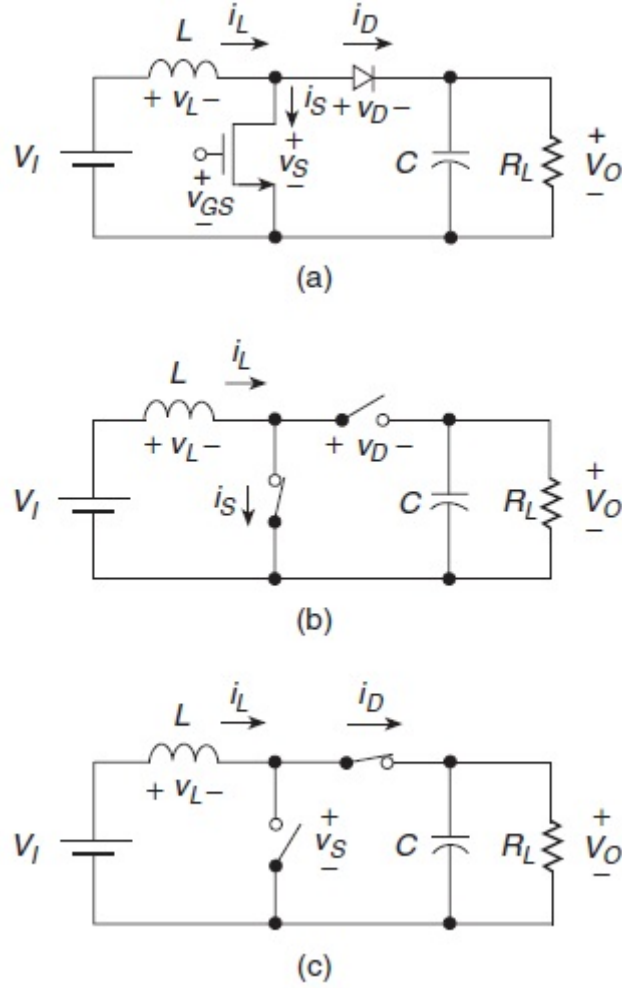 i_L i_D
L
+ v_L − i_S + v_D −
V_I + v_GS − + v_S − C R_L + V_O −
(a)
i_L
L
+ v_L − + v_D −
V_I i_S C R_L + V_O −
(b)
i_L i_D
L
+ v_L −
V_I + v_S − C R_L + V_O −
(c)